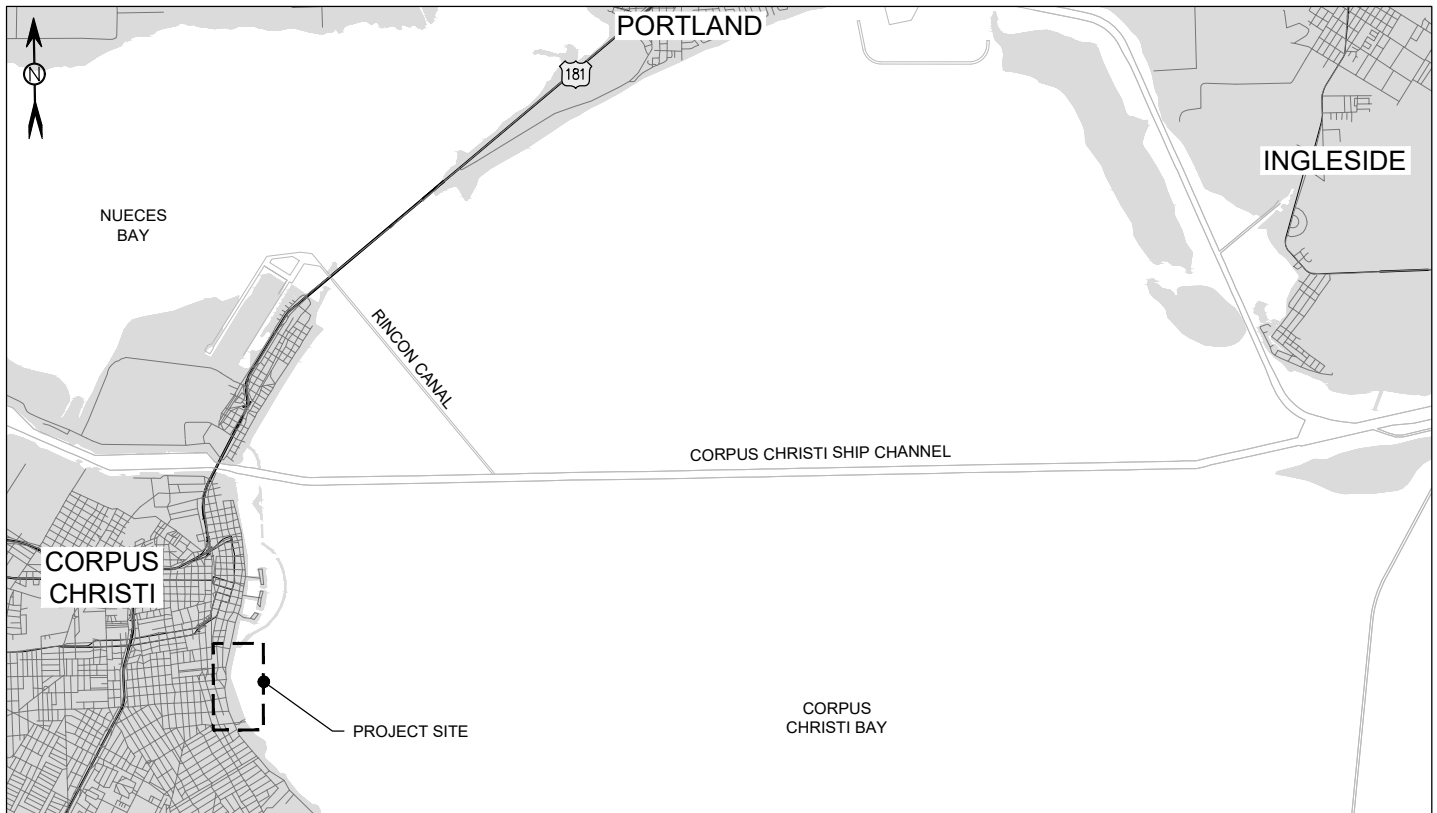 PORTLAND
N
181
INGLESIDE
NUECES
BAY
RINCON CANAL
CORPUS CHRISTI SHIP CHANNEL
CORPUS
CHRISTI
PROJECT SITE
CORPUS
CHRISTI BAY